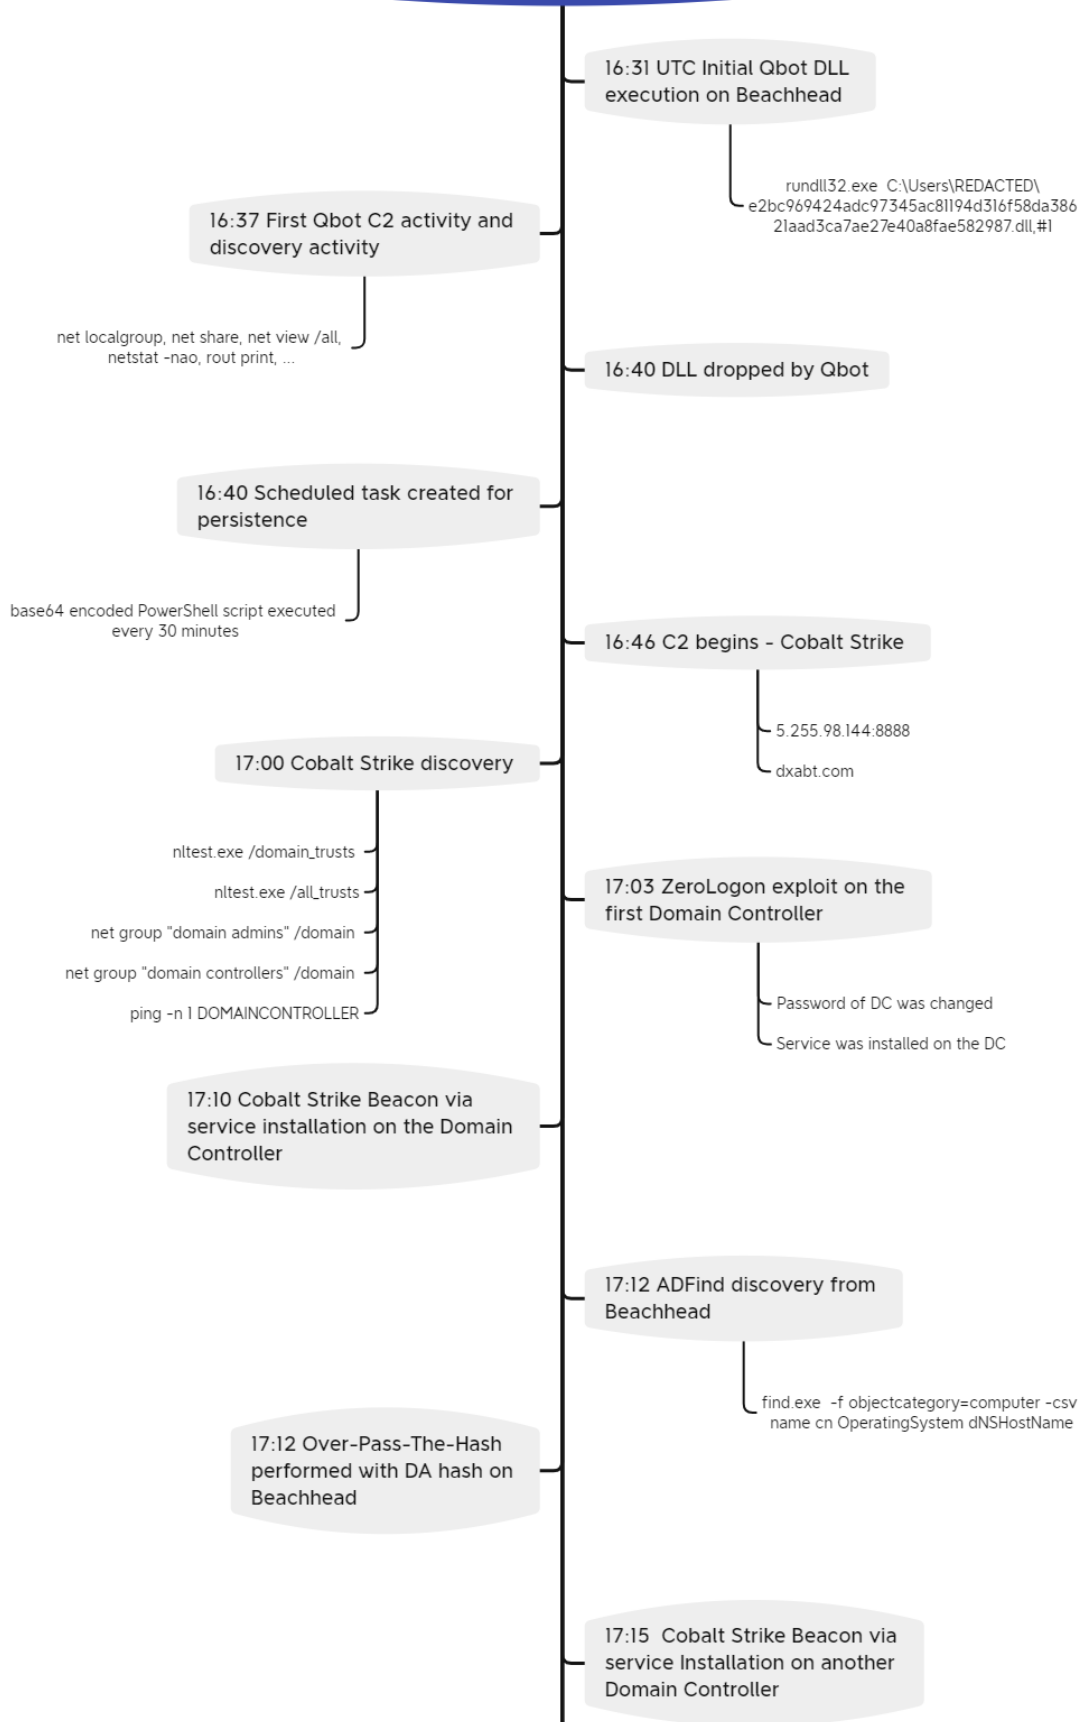 16:31 UTC Initial Qbot DLL
execution on Beachhead
rundll32.exe  C:\Users\REDACTED\
e2bc969424adc97345ac81194d316f58da386
21aad3ca7ae27e40a8fae582987.dll,#1
16:37 First Qbot C2 activity and
discovery activity
net localgroup, net share, net view /all,
netstat -nao, rout print, ...
16:40 DLL dropped by Qbot
16:40 Scheduled task created for
persistence
base64 encoded PowerShell script executed
every 30 minutes
16:46 C2 begins - Cobalt Strike
5.255.98.144:8888
dxabt.com
17:00 Cobalt Strike discovery
nltest.exe /domain_trusts
nltest.exe /all_trusts
net group "domain admins" /domain
net group "domain controllers" /domain
ping -n 1 DOMAINCONTROLLER
17:03 ZeroLogon exploit on the
first Domain Controller
Password of DC was changed
Service was installed on the DC
17:10 Cobalt Strike Beacon via
service installation on the Domain
Controller
17:12 ADFind discovery from
Beachhead
find.exe  -f objectcategory=computer -csv
name cn OperatingSystem dNSHostName
17:12 Over-Pass-The-Hash
performed with DA hash on
Beachhead
17:15  Cobalt Strike Beacon via
service Installation on another
Domain Controller